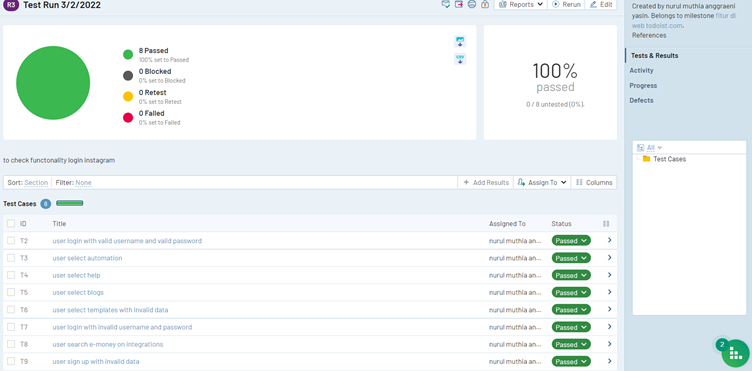 R3 Test Run 3/2/2022
Reports
Rerun
Edit
8 Passed
100% set to Passed
0 Blocked
0% set to Blocked
0 Retest
0% set to Retest
0 Failed
0% set to Failed
CSV
100%
passed
0 / 8 untested (0%).
to check functonality login instagram
Sort: Section Filter: None
Add Results Assign To Columns
Test Cases 8
ID Title Assigned To Status
T2 user login with valid username and valid password nurul muthia an... Passed
T3 user select automation nurul muthia an... Passed
T4 user select help nurul muthia an... Passed
T5 user select blogs nurul muthia an... Passed
T6 user select templates with invalid data nurul muthia an... Passed
T7 user login with invalid username and password nurul muthia an... Passed
T8 user search e-money on integrations nurul muthia an... Passed
T9 user sign up with invalid data nurul muthia an... Passed
Created by nurul muthia anggraeni
yasin. Belongs to milestone fitur di
web todoist.com.
References
Tests & Results
Activity
Progress
Defects
All
Test Cases
2